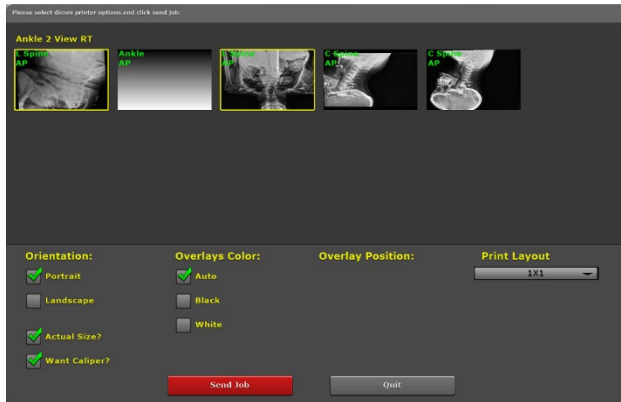 Please select dicom printer options and click send job.
Ankle 2 View RT
C Spine
AP
Ankle
AP
C Spine
AP
C Spine
AP
C Spine
AP
Orientation:
Overlays Color:
Overlay Position:
Print Layout
Portrait
Auto
1X1
Landscape
Black
White
Actual Size?
Want Caliper?
Send Job
Quit